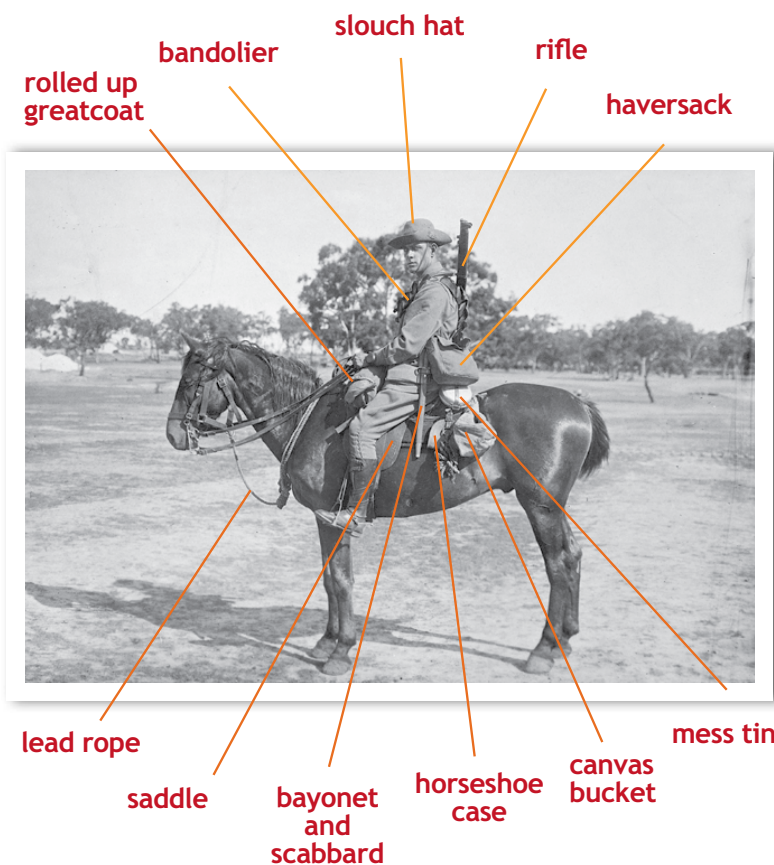 slouch hat
bandolier
rifle
rolled up
greatcoat
haversack
lead rope
mess tin
saddle
bayonet
and
scabbard
horseshoe
case
canvas
bucket